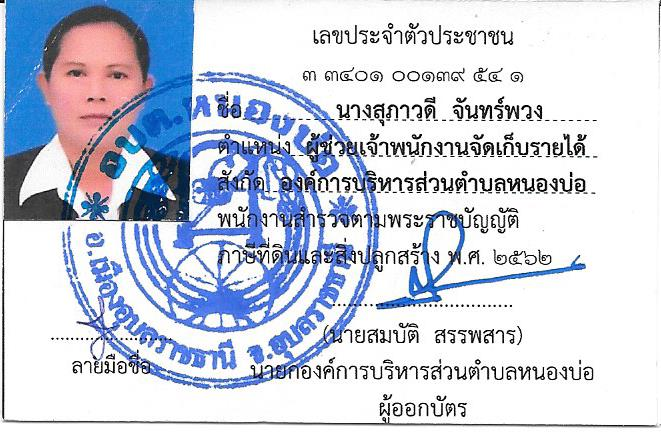 เลขประจำตัวประชาชน
๓ ๓๔๐๑ ๐๐๑๓๙ ๕๔ ๑
ชื่อ นางสุภาวดี จันทร์พวง
ตำแหน่ง ผู้ช่วยเจ้าพนักงานจัดเก็บรายได้
สังกัด องค์การบริหารส่วนตำบลหนองบ่อ
พนักงานสำรวจตามพระราชบัญญัติ
ภาษีที่ดินและสิ่งปลูกสร้าง พ.ศ. ๒๕๖๒
(นายสมบัติ สรรพสาร)
ลายมือชื่อ นายกองค์การบริหารส่วนตำบลหนองบ่อ
ผู้ออกบัตร
อบต.หนองบ่อ
อ.เมืองอุบลราชธานี จ.อุบลราชธานี